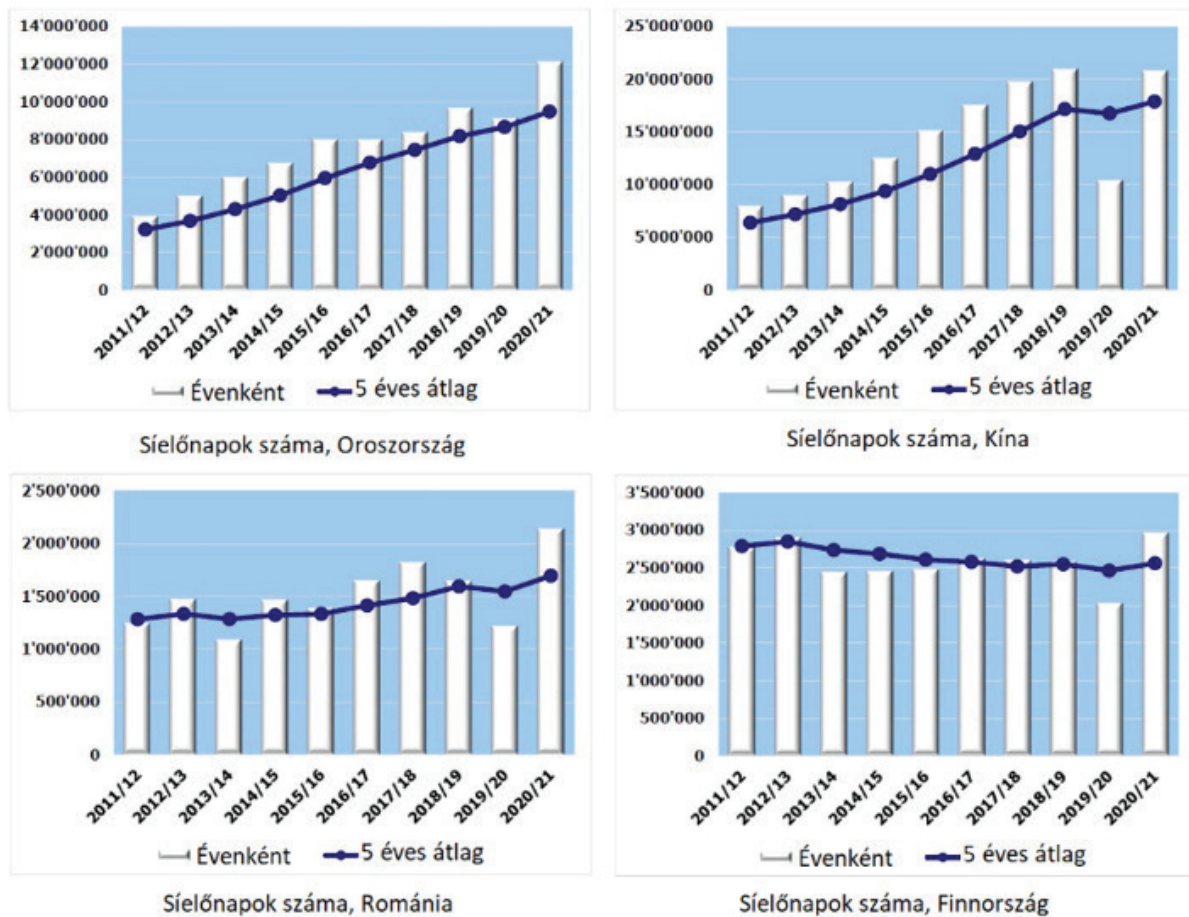 14'000'000
12'000'000
10'000'000
8'000'000
6'000'000
4'000'000
2'000'000
0
2011/12 2012/13 2013/14 2014/15 2015/16 2016/17 2017/18 2018/19 2019/20 2020/21
Évenként 5 éves átlag
Síelőnapok száma, Oroszország
25'000'000
20'000'000
15'000'000
10'000'000
5'000'000
0
2011/12 2012/13 2013/14 2014/15 2015/16 2016/17 2017/18 2018/19 2019/20 2020/21
Évenként 5 éves átlag
Síelőnapok száma, Kína
2'500'000
2'000'000
1'500'000
1'000'000
500'000
0
2011/12 2012/13 2013/14 2014/15 2015/16 2016/17 2017/18 2018/19 2019/20 2020/21
Évenként 5 éves átlag
Síelőnapok száma, Románia
3'500'000
3'000'000
2'500'000
2'000'000
1'500'000
1'000'000
500'000
0
2011/12 2012/13 2013/14 2014/15 2015/16 2016/17 2017/18 2018/19 2019/20 2020/21
Évenként 5 éves átlag
Síelőnapok száma, Finnország